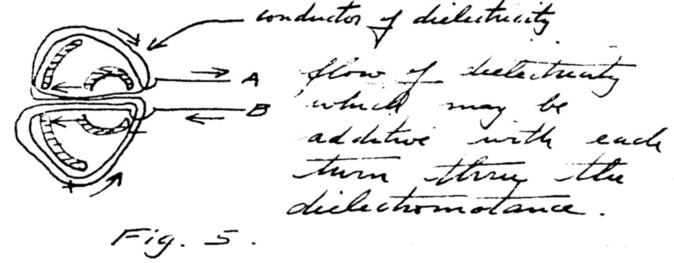 conductor of dielectricity
A
flow of dielectricity
B
which may be
additive with each
turn thru the
dielectromotance.
Fig. 5.